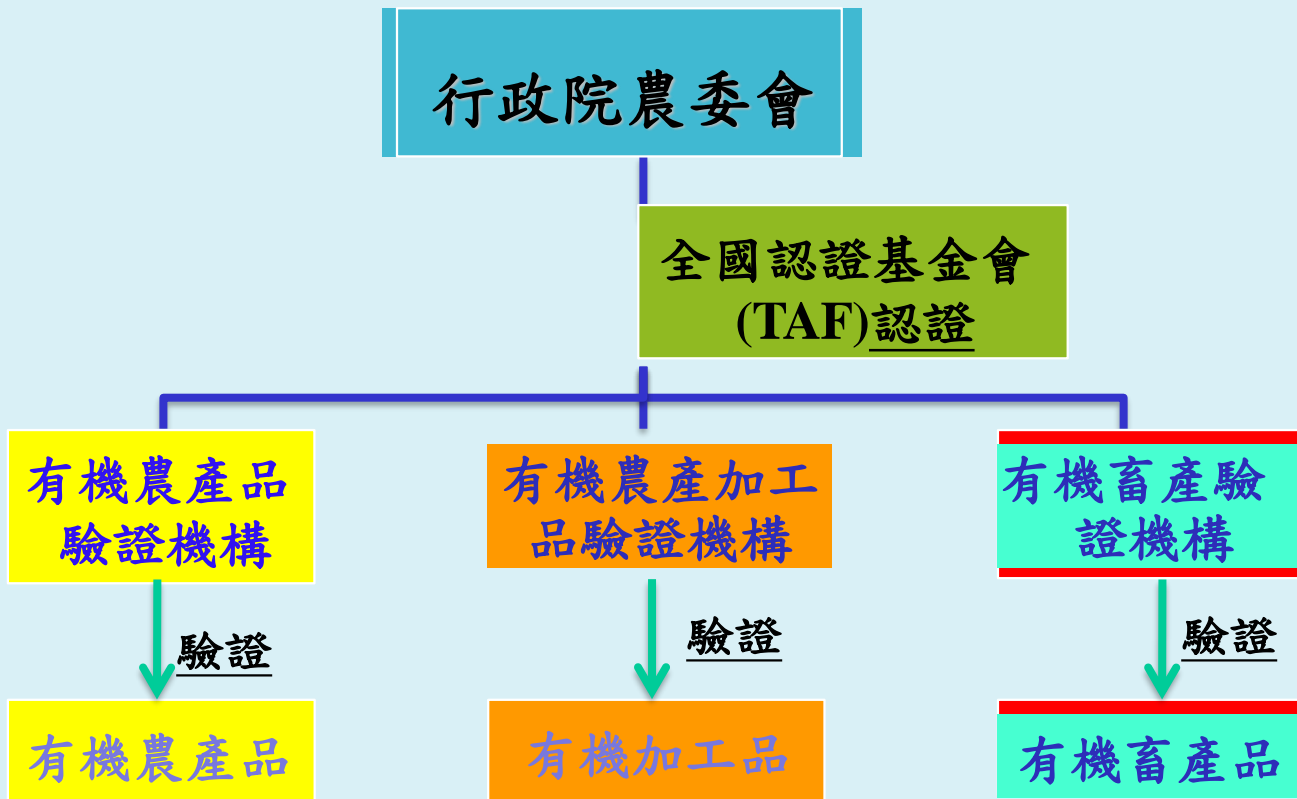 行政院農委會
全國認證基金會
(TAF)認證
有機農產品
驗證機構
有機農產加工
品驗證機構
有機畜產驗
證機構
驗證
驗證
驗證
有機農產品
有機加工品
有機畜產品